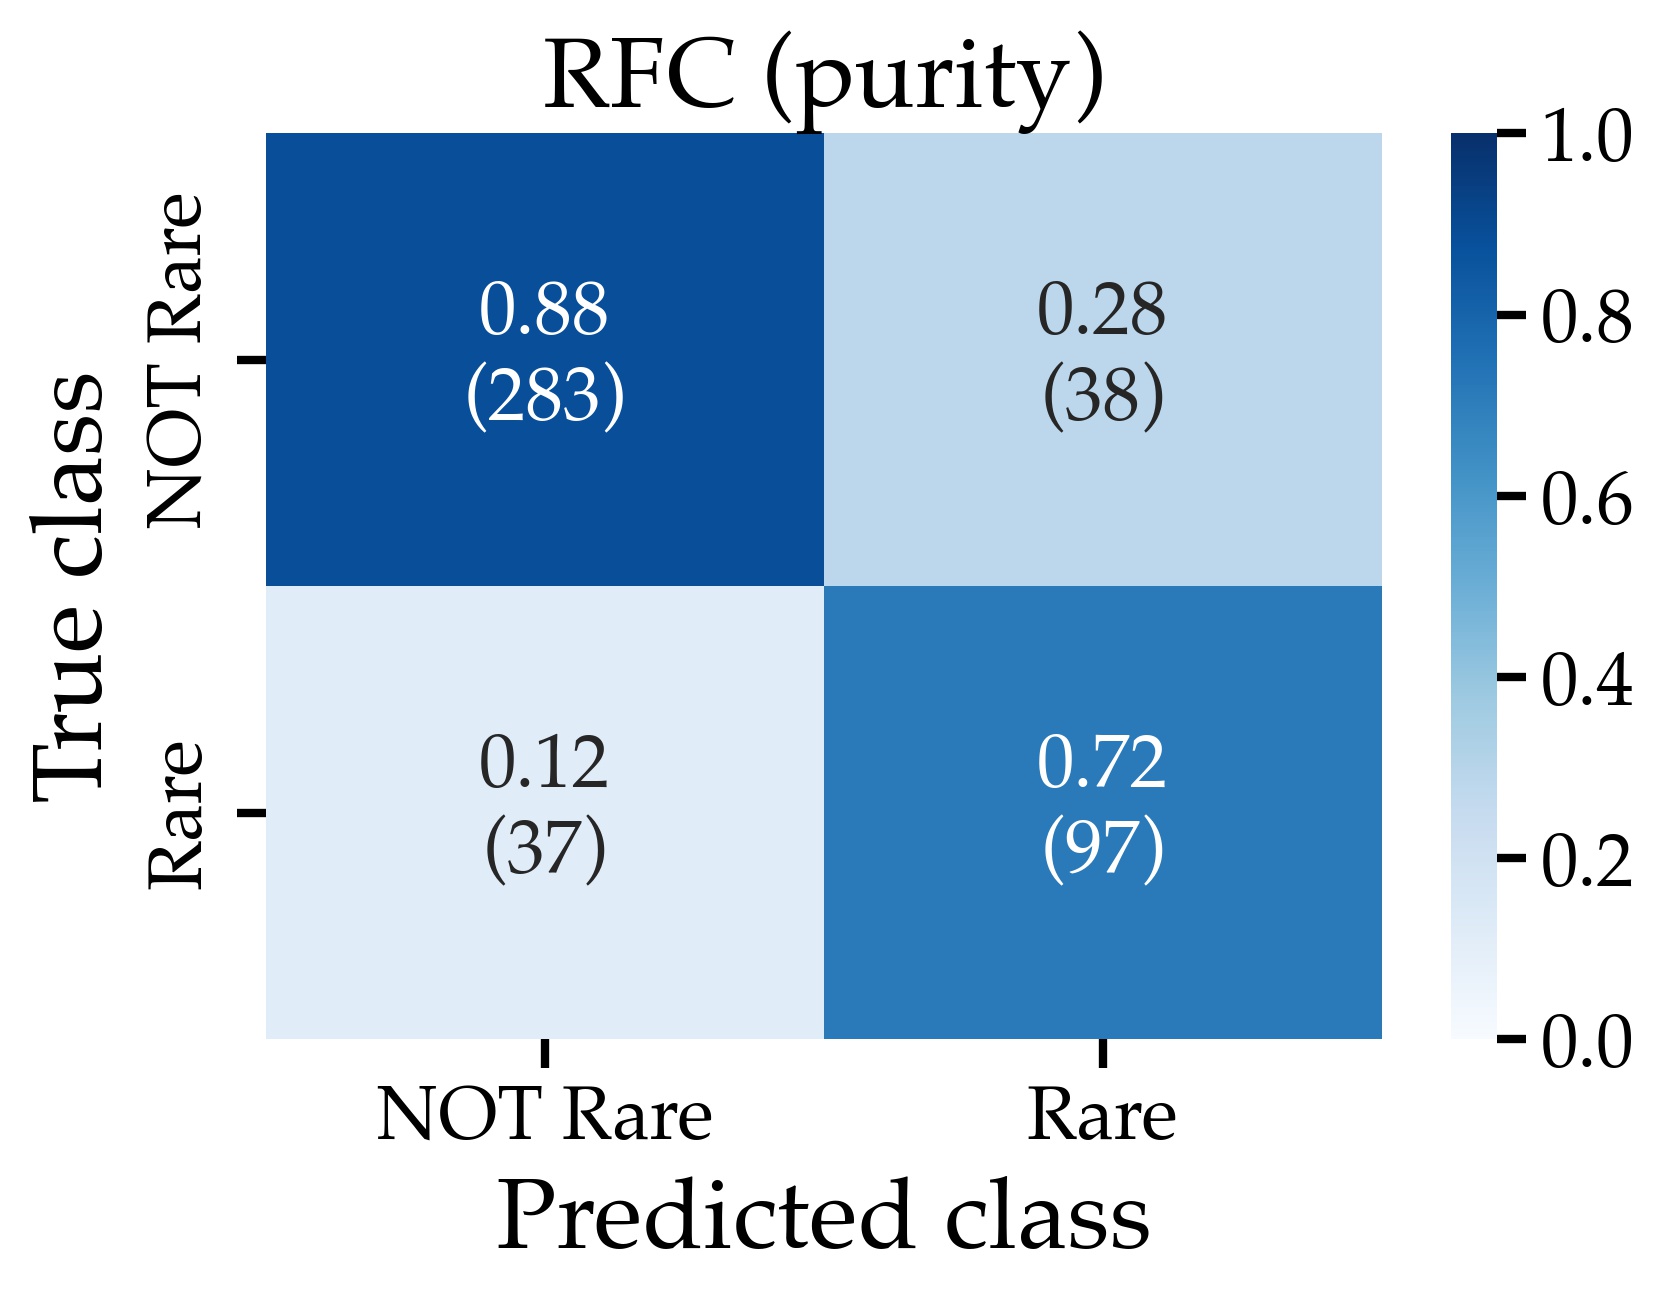 RFC (purity)
True class
NOT Rare
Rare
0.88
(283)
0.28
(38)
0.12
(37)
0.72
(97)
NOT Rare
Rare
Predicted class
1.0
0.8
0.6
0.4
0.2
0.0